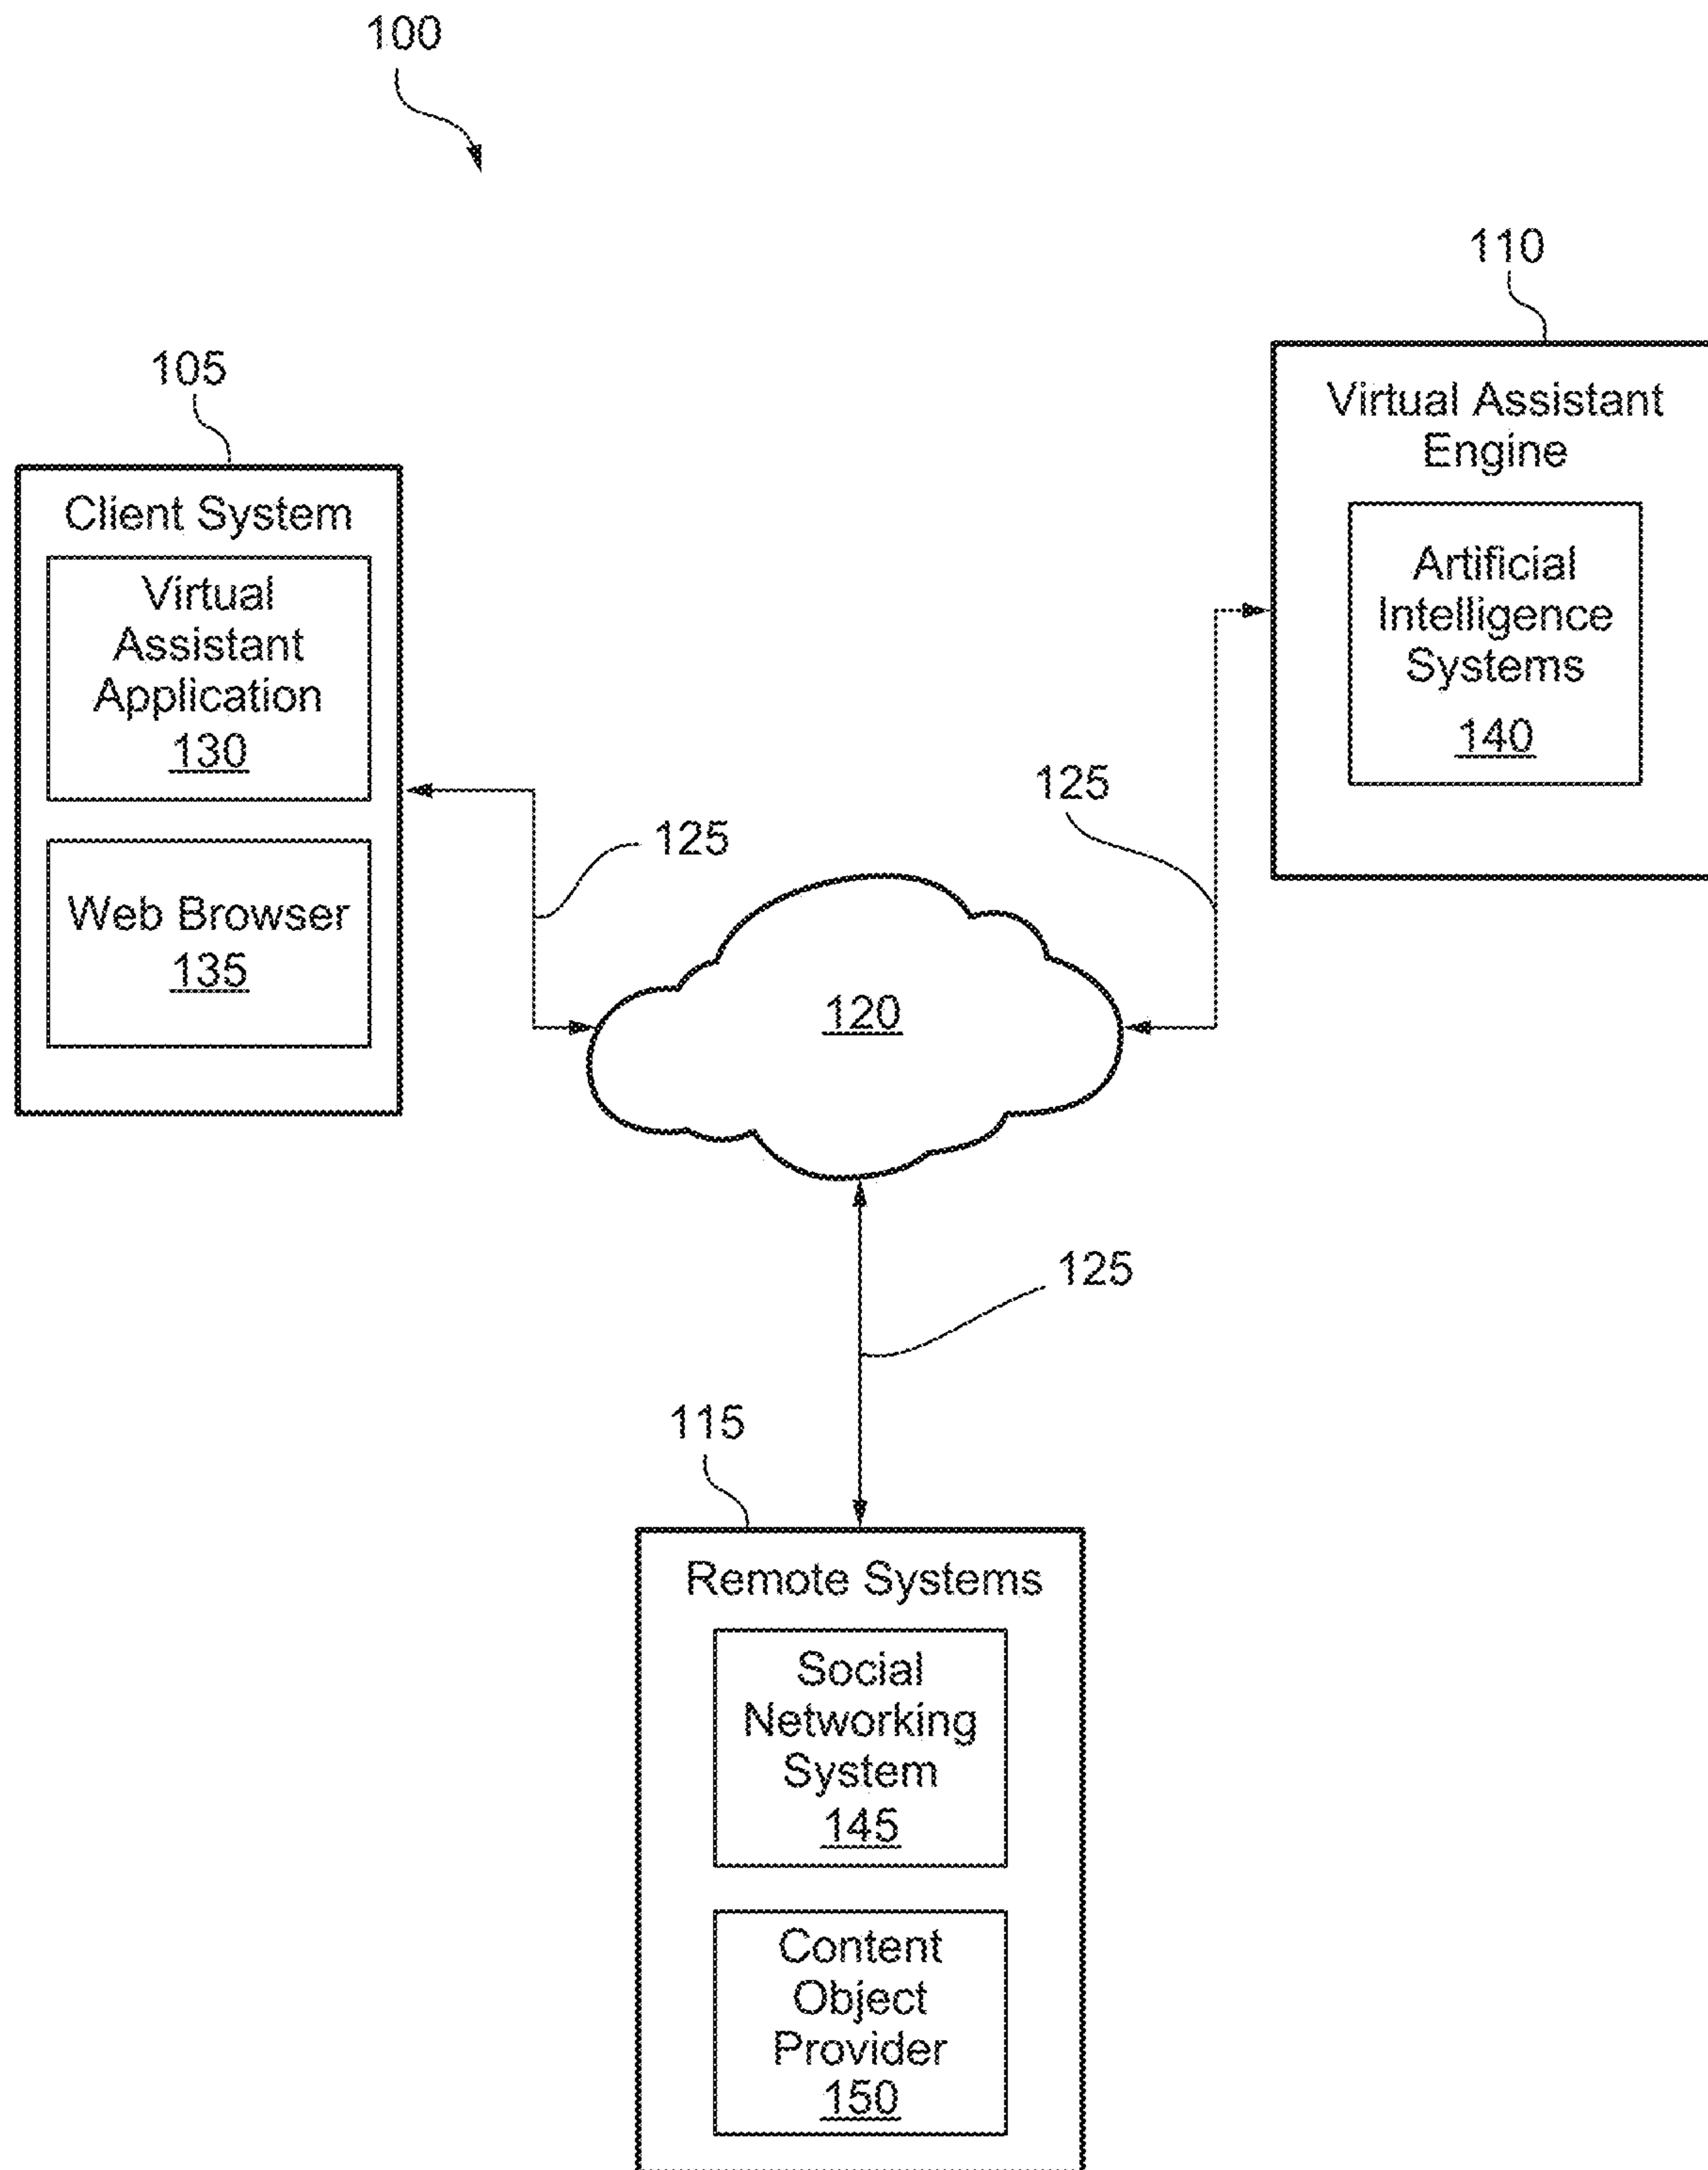 100
110
Virtual Assistant
Engine
Artificial
Intelligence
Systems
140
105
Client System
Virtual
Assistant
Application
130
Web Browser
135
125
125
120
125
115
Remote Systems
Social
Networking
System
145
Content
Object
Provider
150